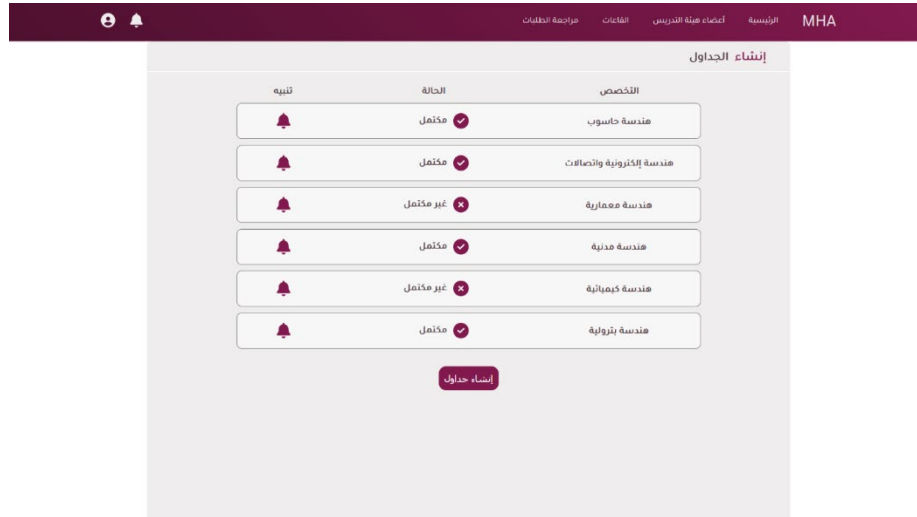 MHA الرئيسية أعضاء هيئة التدريس القاعات مراجعة الطلبات
إنشاء الجداول
التخصص الحالة تنبيه
هندسة حاسوب مكتمل
هندسة إلكترونية واتصالات مكتمل
هندسة معمارية غير مكتمل
هندسة مدنية مكتمل
هندسة كيميائية غير مكتمل
هندسة بترولية مكتمل
إنشاء جداول